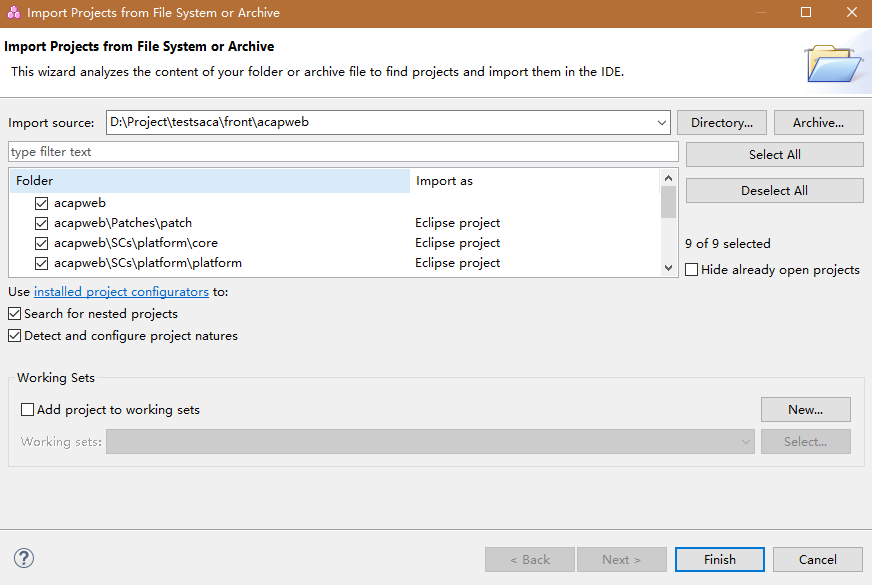 Import Projects from File System or Archive
Import Projects from File System or Archive
This wizard analyzes the content of your folder or archive file to find projects and import them in the IDE.
Import source: D:\Project\testsaca\front\acapweb Directory... Archive...
type filter text
Select All
Folder Import as
Deselect All
acapweb
acapweb\Patches\patch Eclipse project
acapweb\SCs\platform\core Eclipse project
9 of 9 selected
acapweb\SCs\platform\platform Eclipse project
Hide already open projects
Use installed project configurators to:
Search for nested projects
Detect and configure project natures
Working Sets
Add project to working sets New...
Working sets: Select...
? < Back Next > Finish Cancel